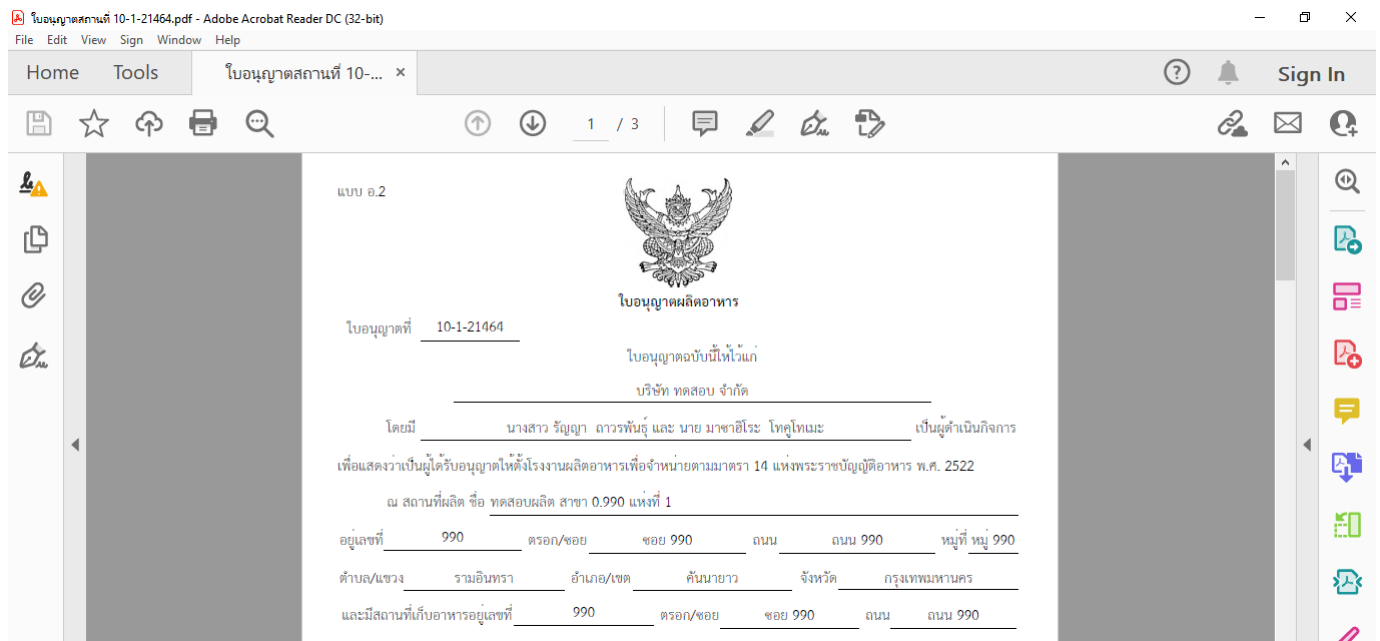 ใบอนุญาตสถานที่ 10-1-21464.pdf - Adobe Acrobat Reader DC (32-bit)
File Edit View Sign Window Help
Home Tools ใบอนุญาตสถานที่ 10-... × Sign In
1 / 3
แบบ อ.2
ใบอนุญาตผลิตอาหาร
ใบอนุญาตที่ 10-1-21464
ใบอนุญาตฉบับนี้ให้ไว้แก่
บริษัท ทดสอบ จำกัด
โดยมี นางสาว รัญญา ถาวรพันธุ์ และ นาย มาซาฮิโระ โทคูโทเมะ เป็นผู้ดำเนินกิจการ
เพื่อแสดงว่าเป็นผู้ได้รับอนุญาตให้ตั้งโรงงานผลิตอาหารเพื่อจำหน่ายตามมาตรา 14 แห่งพระราชบัญญัติอาหาร พ.ศ. 2522
ณ สถานที่ผลิต ชื่อ ทดสอบผลิต สาขา 0.990 แห่งที่ 1
อยู่เลขที่ 990 ตรอก/ซอย ซอย 990 ถนน ถนน 990 หมู่ที่ หมู่ 990
ตำบล/แขวง รามอินทรา อำเภอ/เขต คันนายาว จังหวัด กรุงเทพมหานคร
และมีสถานที่เก็บอาหารอยู่เลขที่ 990 ตรอก/ซอย ซอย 990 ถนน ถนน 990